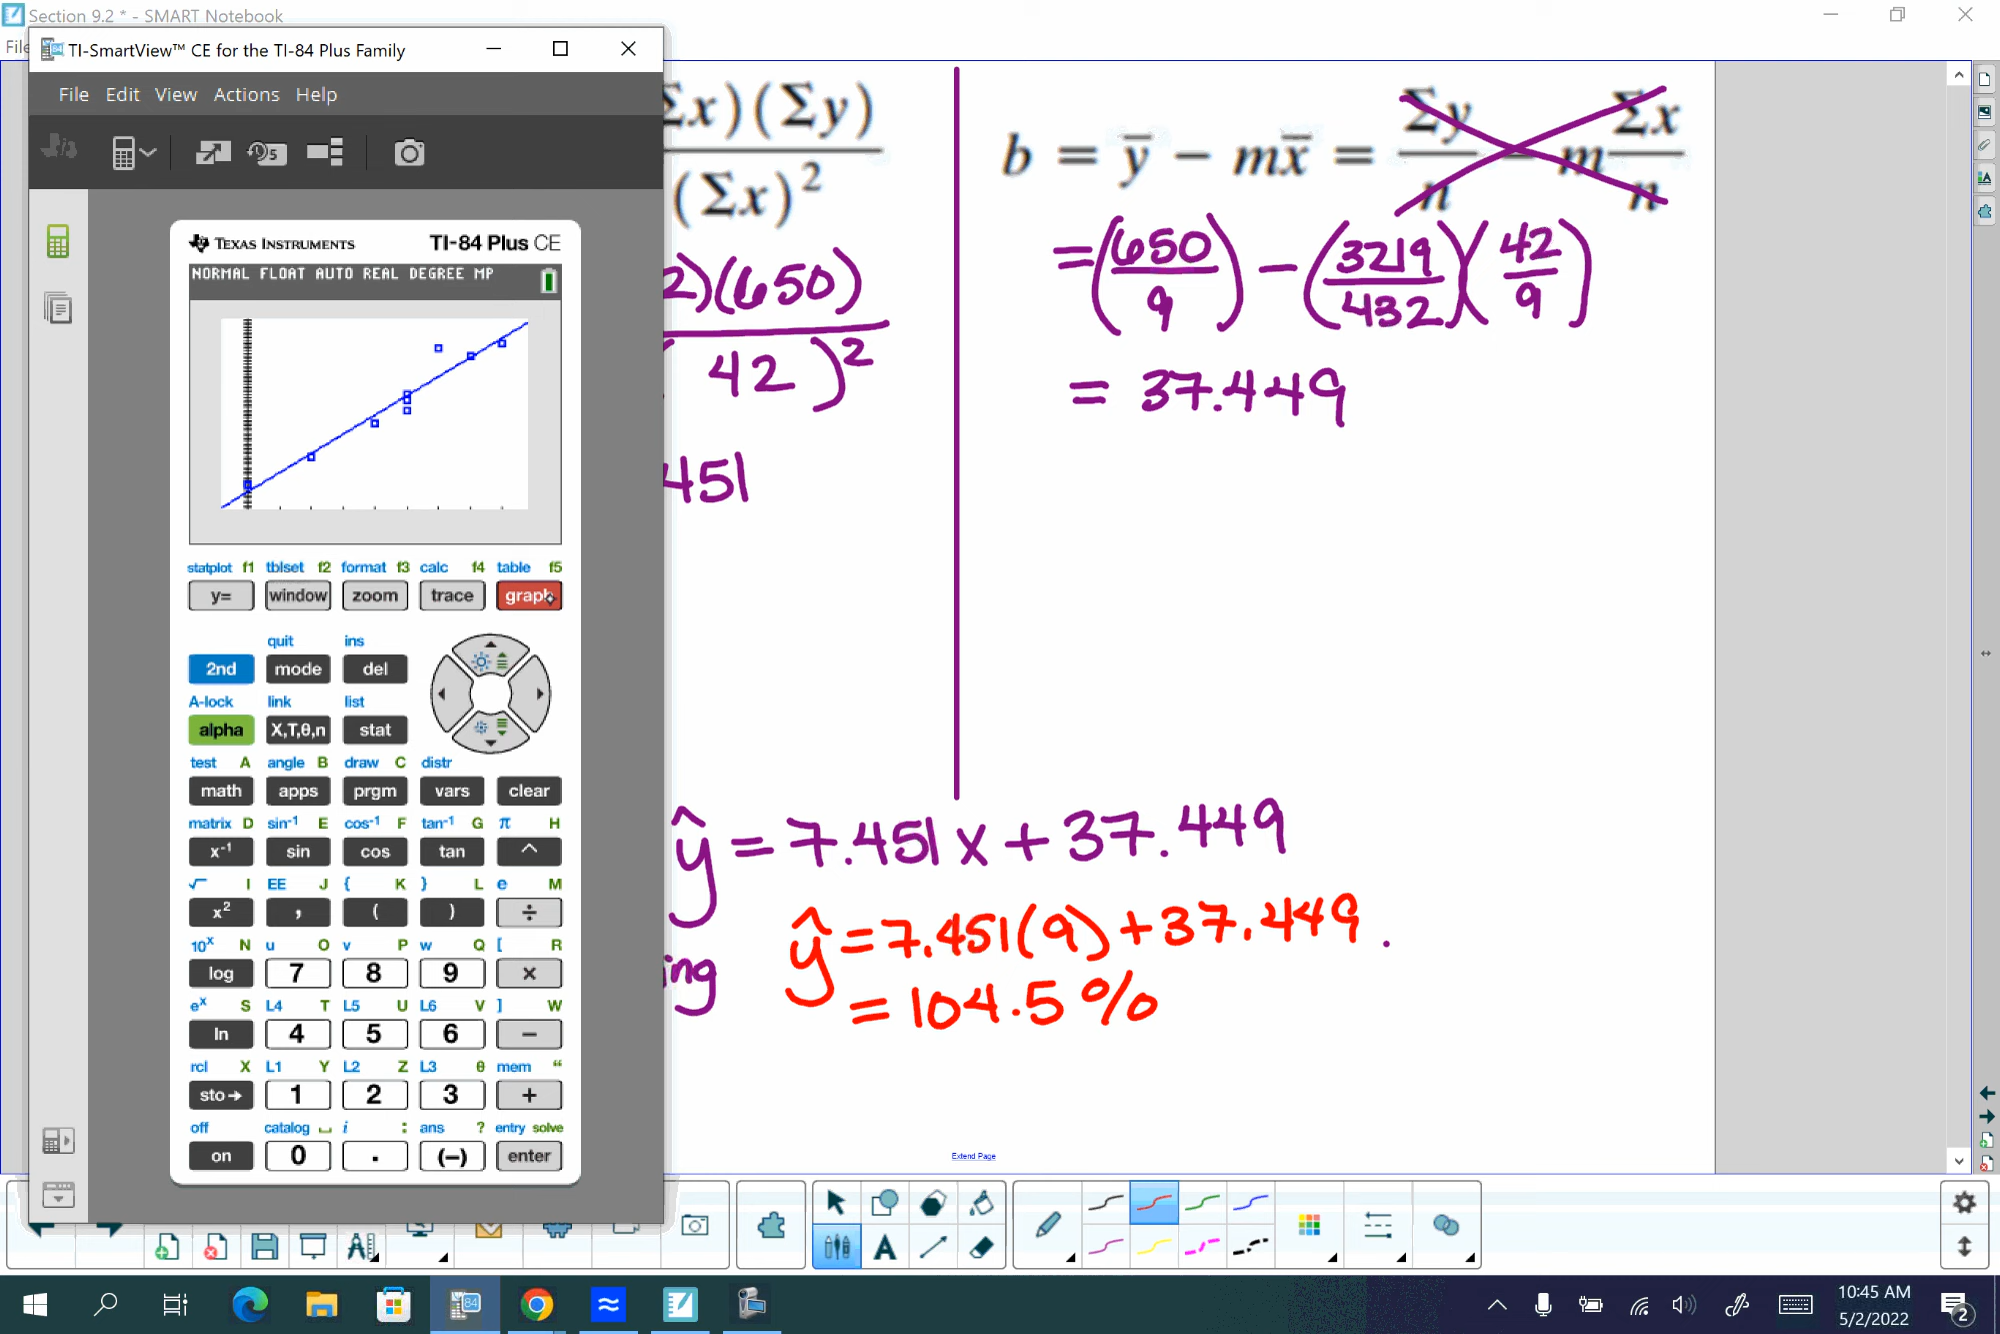 Section 9.2 * - SMART Notebook
File
TI-SmartView™ CE for the TI-84 Plus Family
File Edit View Actions Help
TEXAS INSTRUMENTS TI-84 Plus CE
NORMAL FLOAT AUTO REAL DEGREE MP
statplot f1 tblset f2 format f3 calc f4 table f5
y= window zoom trace graph
quit ins
2nd mode del
A-lock link list
alpha X,T,θ,n stat
test A angle B draw C distr
math apps prgm vars clear
matrix D sin⁻¹ E cos⁻¹ F tan⁻¹ G π H
x⁻¹ sin cos tan ^
√ I EE J { K } L e M
x² , ( ) ÷
10ˣ N u O v P w Q [ R
log 7 8 9 ×
eˣ S L4 T L5 U L6 V ] W
ln 4 5 6 −
rcl X L1 Y L2 Z L3 θ mem "
sto→ 1 2 3 +
off catalog ⎵ i : ans ? entry solve
on 0 . (−) enter
Σx)(Σy)
(Σx)²
2)(650)
42 )²
451
b = y̅ − mx̅ = Σy/n − m Σx/n
= (650/9) − (3219/432)(42/9)
= 37.449
ŷ = 7.451x + 37.449
ŷ = 7.451(9) + 37.449
ing
= 104.5%
Extend Page
10:45 AM
5/2/2022
2